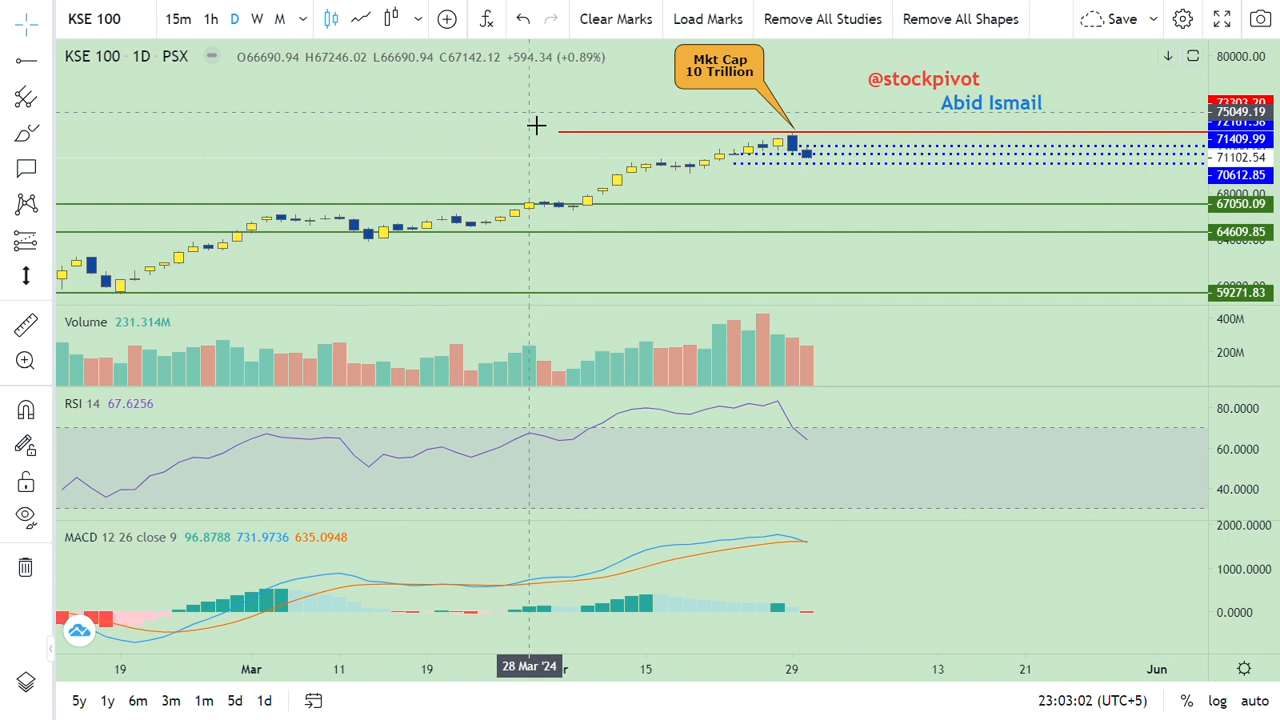 KSE 100
15m 1h D W M
Clear Marks
Load Marks
Remove All Studies
Remove All Shapes
Save
KSE 100 1D PSX
O66690.94 H67246.02 L66690.94 C67142.12 +594.34 (+0.89%)
Mkt Cap
10 Trillion
@stockpivot
Abid Ismail
80000.00
75049.19
71409.99
71102.54
70612.85
68000.00
67050.09
64609.85
59271.83
Volume 231.314M
400M
200M
RSI 14 67.6256
80.0000
60.0000
40.0000
MACD 12 26 close 9 96.8788 731.9736 635.0948
2000.0000
1000.0000
0.0000
19 Mar 11 19 28 Mar '24 15 29 13 21 Jun
5y 1y 6m 3m 1m 5d 1d
23:03:02 (UTC+5)
% log auto